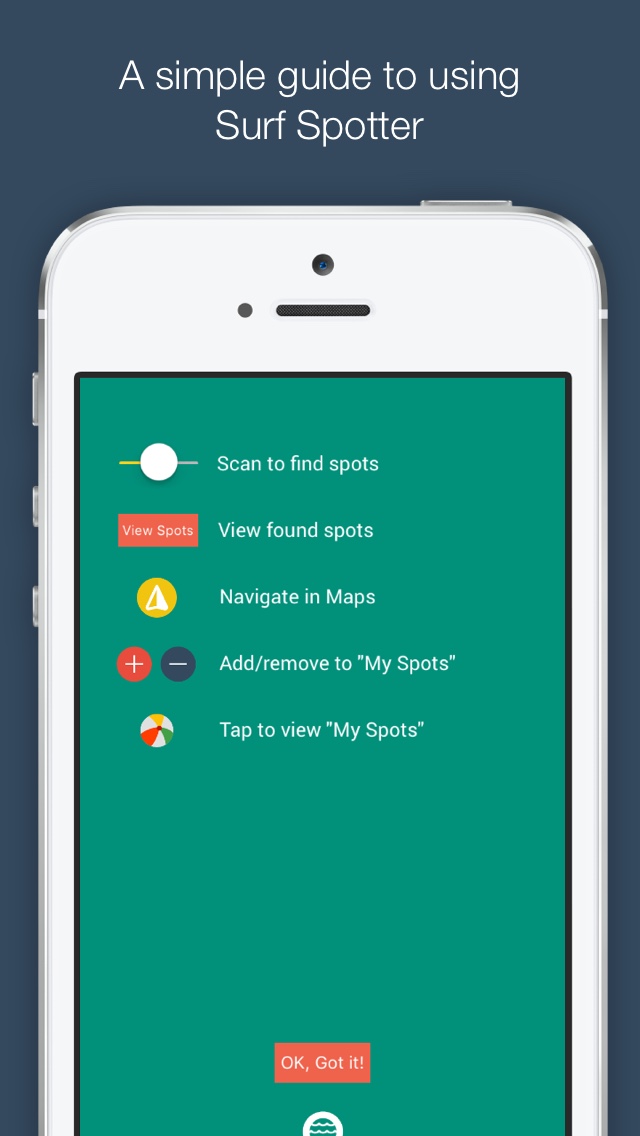 A simple guide to using
Surf Spotter
Scan to find spots
View Spots
View found spots
Navigate in Maps
Add/remove to "My Spots"
Tap to view "My Spots"
OK, Got it!